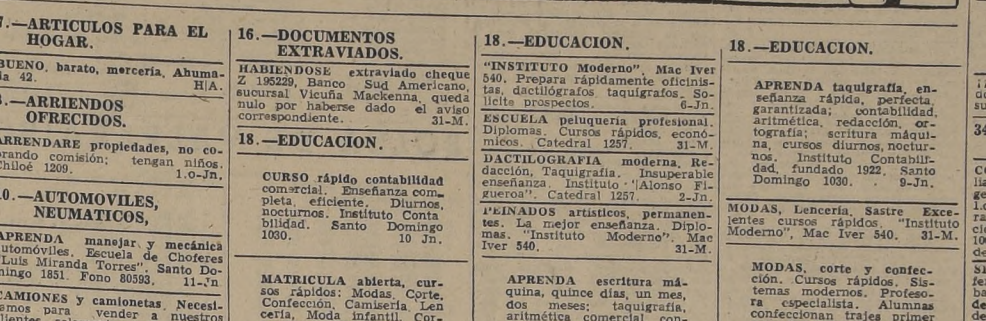 7.—ARTICULOS PARA EL
HOGAR.
BUENO, barato, mercería, Ahuma-
da 42. H|A.
—ARRIENDOS
OFRECIDOS.
ARRENDARE propiedades, no co-
brando comisión; tengan niños.
Chiloé 1209. 1.o-Jn.
0.—AUTOMOVILES,
NEUMATICOS,
APRENDA manejar y mecánica
automóviles. Escuela de Choferes
"Luis Miranda Torres". Santo Do-
mingo 1851. Fono 80593. 11-Jn.
CAMIONES y camionetas. Necesi-
tamos para vender a nuestros
16.—DOCUMENTOS
EXTRAVIADOS.
HABIENDOSE extraviado cheque
Z 195229, Banco Sud Americano,
sucursal Vicuña Mackenna, queda
nulo por haberse dado el aviso
correspondiente. 31-M.
18.—EDUCACION.
CURSO rápido contabilidad
comercial. Enseñanza com_
pleta, eficiente. Diurnos,
nocturnos. Instituto Conta
bilidad. Santo Domingo
1030. 10 Jn.
MATRICULA abierta, cur-
sos rápidos: Modas, Corte,
Confección, Camisería, Len
cería, Moda infantil. Cor-
18.—EDUCACION.
"INSTITUTO Moderno". Mac Iver
540. Prepara rápidamente oficinis-
tas, dactilógrafos, taquígrafos. So-
licite prospectos. 6-Jn.
ESCUELA peluquería profesional.
Diplomas. Cursos rápidos, econó-
micos. Catedral 1257. 31-M.
DACTILOGRAFIA moderna, Re-
dacción, Taquigrafía. Insuperable
enseñanza. Instituto "Alonso Fi-
gueroa". Catedral 1257. 2-Jn.
PEINADOS artísticos, permanen-
tes. La mejor enseñanza. Diplo-
mas. "Instituto Moderno". Mac
Iver 540. 31-M.
APRENDA escritura má-
quina, quince días, un mes,
dos meses; taquigrafía,
aritmética comercial con-
18.—EDUCACION.
APRENDA taquigrafía, en-
señanza rápida, perfecta,
garantizada; contabilidad,
aritmética, redacción, or-
tografía; scritura máqui-
na, cursos diurnos, noctur-
nos. Instituto Contabili-
dad, fundado 1922. Santo
Domingo 1030. 9-Jn.
MODAS, Lencería, Sastre Exce-
lentes cursos rápidos. "Instituto
Moderno", Mac Iver 540. 31-M.
MODAS, corte y confec-
ción. Cursos rápidos. Sis-
temas modernos. Profeso-
ra especialista. Alumnas
confeccionan trajes primer
34